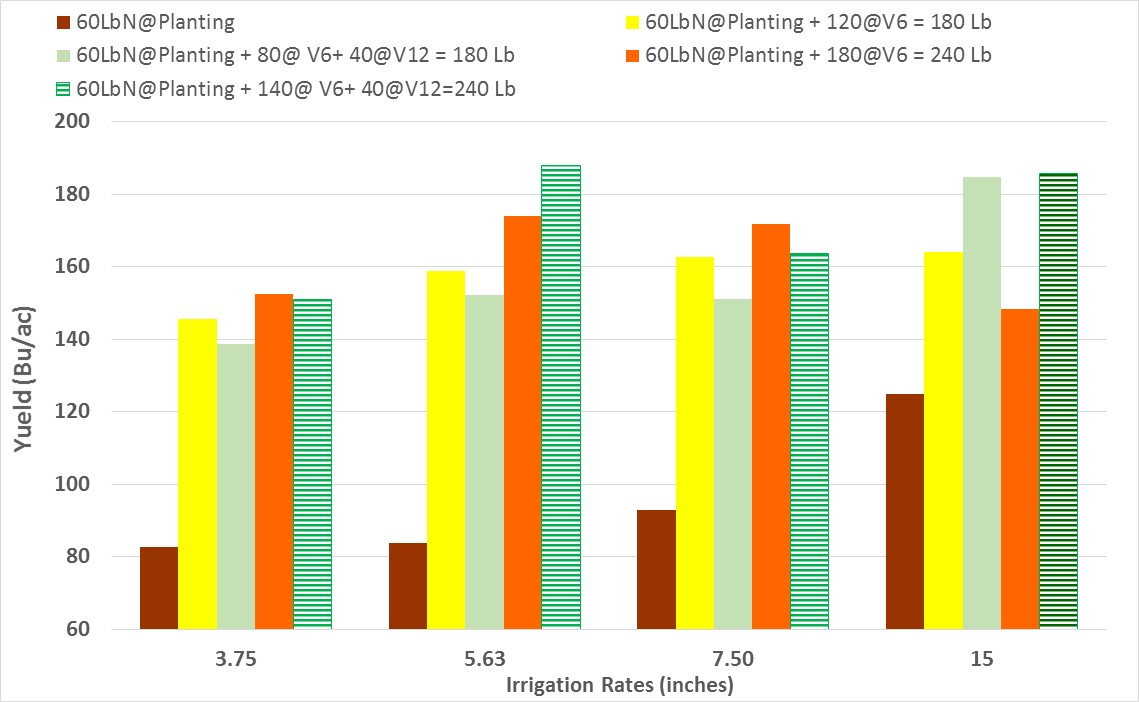 60LbN@Planting
60LbN@Planting + 120@V6 = 180 Lb
60LbN@Planting + 80@ V6+ 40@V12 = 180 Lb
60LbN@Planting + 180@V6 = 240 Lb
60LbN@Planting + 140@ V6+ 40@V12=240 Lb
200
180
160
140
120
100
80
60
Yueld (Bu/ac)
3.75 5.63 7.50 15
Irrigation Rates (inches)